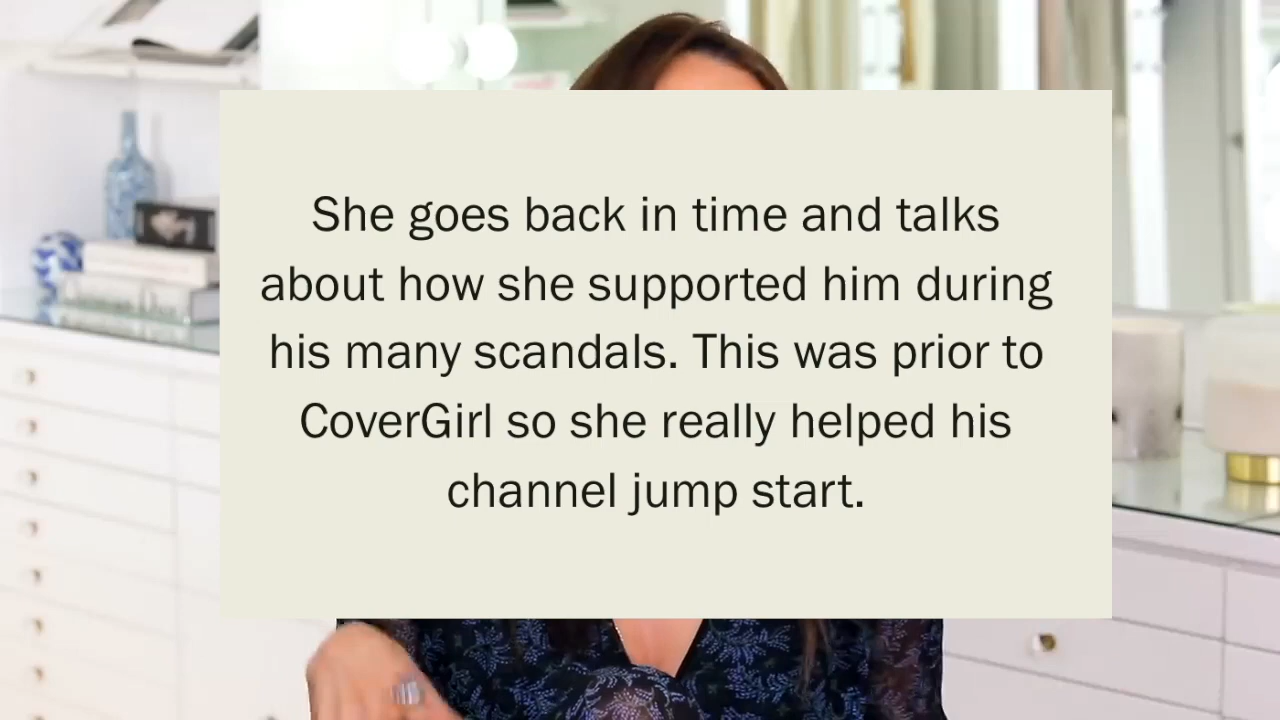 She goes back in time and talks
about how she supported him during
his many scandals. This was prior to
CoverGirl so she really helped his
channel jump start.